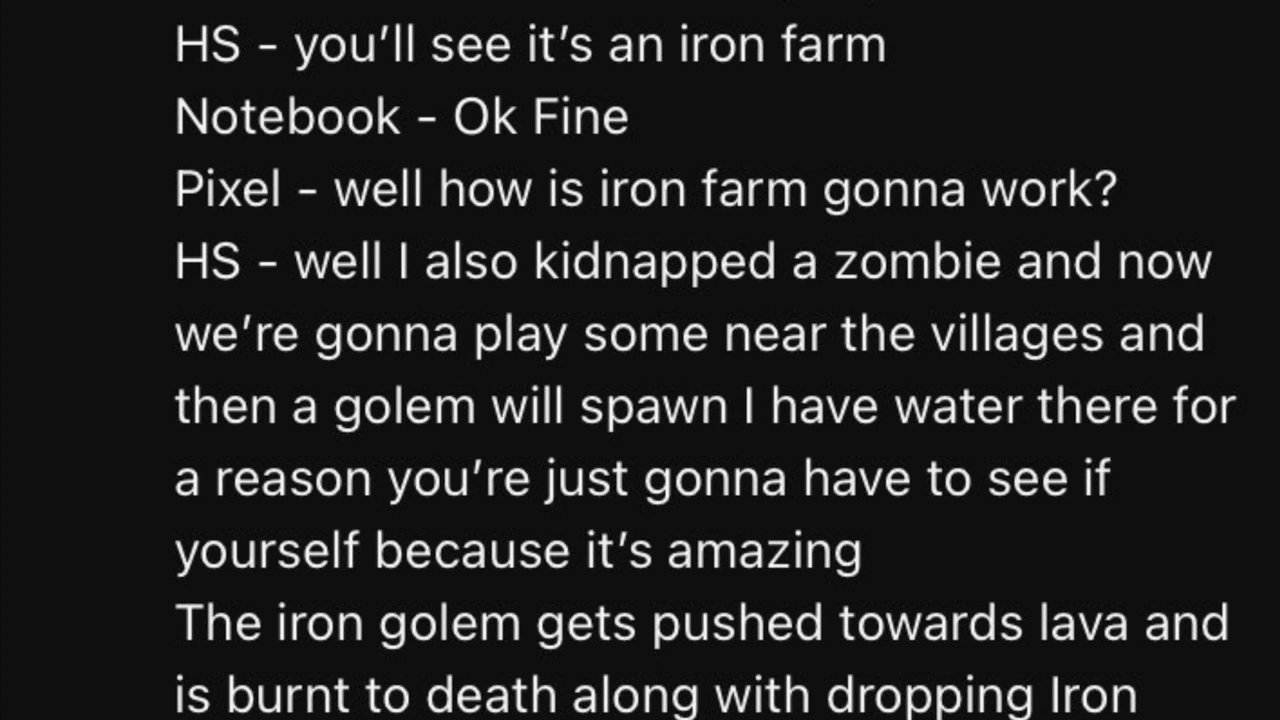 HS - you’ll see it’s an iron farm
Notebook - Ok Fine
Pixel - well how is iron farm gonna work?
HS - well I also kidnapped a zombie and now
we’re gonna play some near the villages and
then a golem will spawn I have water there for
a reason you’re just gonna have to see if
yourself because it’s amazing
The iron golem gets pushed towards lava and
is burnt to death along with dropping Iron